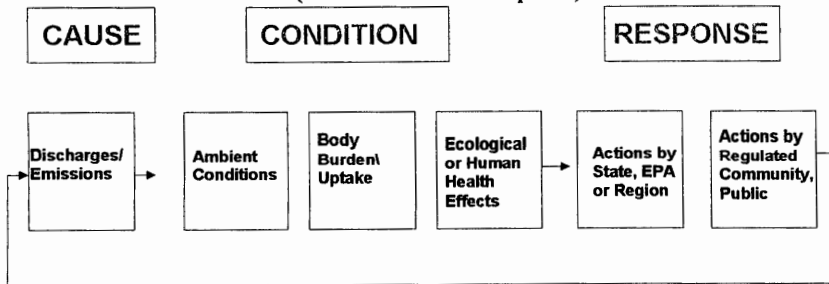 CAUSE
CONDITION
RESPONSE
Discharges/
Emissions
Ambient
Conditions
Body
Burden\
Uptake
Ecological
or Human
Health
Effects
Actions by
State, EPA
or Region
Actions by
Regulated
Community,
Public